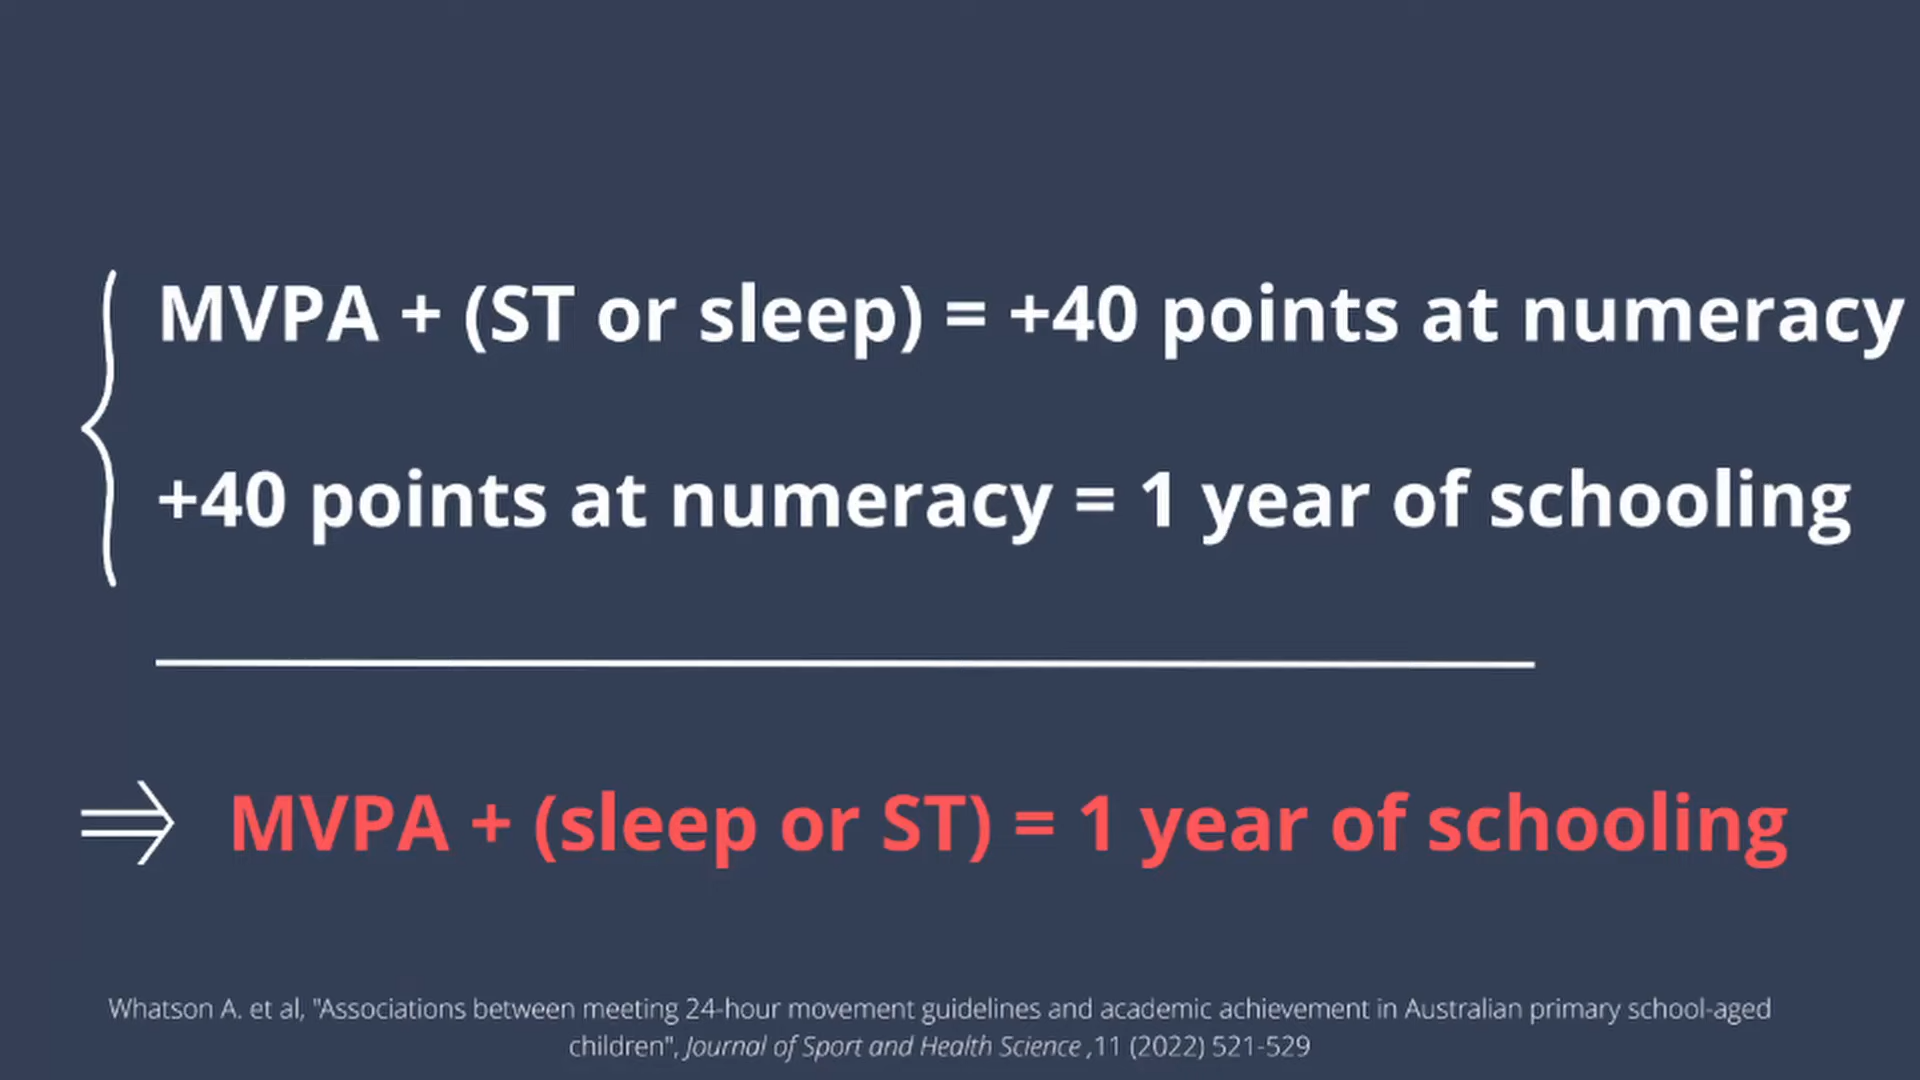 MVPA + (ST or sleep) = +40 points at numeracy
+40 points at numeracy = 1 year of schooling
⇒ MVPA + (sleep or ST) = 1 year of schooling
Whatson A. et al, "Associations between meeting 24-hour movement guidelines and academic achievement in Australian primary school-aged
children", Journal of Sport and Health Science ,11 (2022) 521-529